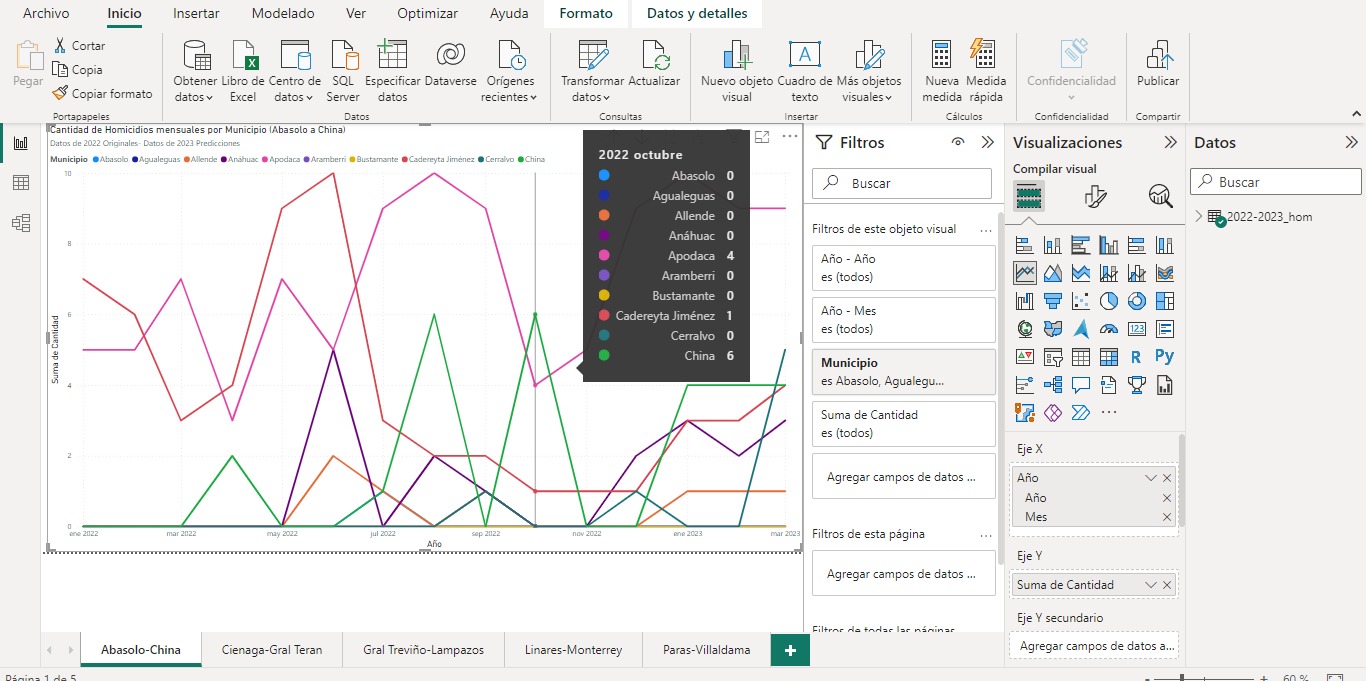 Archivo Inicio Insertar Modelado Ver Optimizar Ayuda Formato Datos y detalles
Pegar
Cortar
Copia
Copiar formato
Portapapeles
Obtener datos
Libro de Excel
Centro de datos
SQL Server
Especificar datos
Dataverse
Orígenes recientes
Datos
Transformar datos
Actualizar
Consultas
Nuevo objeto visual
Cuadro de texto
A
Más objetos visuales
Insertar
Nueva medida
Medida rápida
Cálculos
Confidencialidad
Confidencialidad
Publicar
Compartir
Cantidad de Homicidios mensuales por Municipio (Abasolo a China)
Datos de 2022 Originales - Datos de 2023 Predicciones
Municipio Abasolo Agualeguas Allende Anáhuac Apodaca Aramberri Bustamante Cadereyta Jiménez Cerralvo China
10
8
6
4
2
0
Suma de Cantidad
ene 2022 mar 2022 may 2022 jul 2022 sep 2022 nov 2022 ene 2023 mar 2023
Año
2022 octubre
Abasolo 0
Agualeguas 0
Allende 0
Anáhuac 0
Apodaca 4
Aramberri 0
Bustamante 0
Cadereyta Jiménez 1
Cerralvo 0
China 6
Filtros
Buscar
Filtros de este objeto visual ...
Año - Año
es (todos)
Año - Mes
es (todos)
Municipio
es Abasolo, Agualegu...
Suma de Cantidad
es (todos)
Agregar campos de datos ...
Filtros de esta página ...
Agregar campos de datos ...
Filtros de todas las páginas
Visualizaciones
Compilar visual
123
R
Py
...
Eje X
Año
Año
Mes
Eje Y
Suma de Cantidad
Eje Y secundario
Agregar campos de datos a...
Datos
Buscar
2022-2023_hom
Abasolo-China Cienaga-Gral Teran Gral Treviño-Lampazos Linares-Monterrey Paras-Villaldama +
Página 1 de 5
- + 60 %